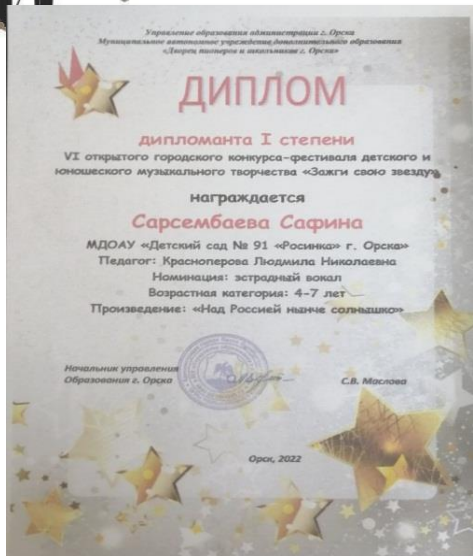 Управление образования администрации г. Орска
Муниципальное автономное учреждение дополнительного образования
«Дворец пионеров и школьников г. Орска»
ДИПЛОМ
дипломанта I степени
VI открытого городского конкурса-фестиваля детского и
юношеского музыкального творчества «Зажги свою звезду»
награждается
Сарсембаева Сафина
МДОАУ «Детский сад № 91 «Росинка» г. Орска»
Педагог: Красноперова Людмила Николаевна
Номинация: эстрадный вокал
Возрастная категория: 4-7 лет
Произведение: «Над Россией нынче солнышко»
Начальник управления
Образования г. Орска С.В. Маслова
Орск, 2022